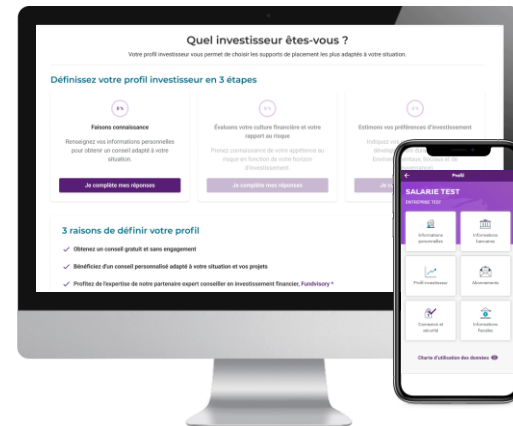 Quel investisseur êtes-vous ?
Votre profil investisseur vous permet de choisir les supports de placement les plus adaptés à votre situation.
Définissez votre profil investisseur en 3 étapes
Faisons connaissance
Renseignez vos informations personnelles
pour obtenir un conseil adapté à votre
situation.
Je complète mes réponses
Évaluons votre culture financière et votre
rapport au risque
Prenez connaissance de votre appétence au
risque en fonction de votre horizon
d'investissement.
Je complète mes réponses
Estimons vos préférences d'investissement
Indiquez vos
3 raisons de définir votre profil
Obtenez un conseil gratuit et sans engagement
Bénéficiez d'un conseil personnalisé adapté à votre situation et vos projets
Profitez de l'expertise de notre partenaire expert conseiller en investissement financier, Fundvisory *
Profil
SALARIE TEST
ENTREPRISE TEST
Informations
personnelles
Informations
bancaires
Profil investisseur
Abonnements
Connexion et
sécurité
Informations
fiscales
Charte d'utilisation des données